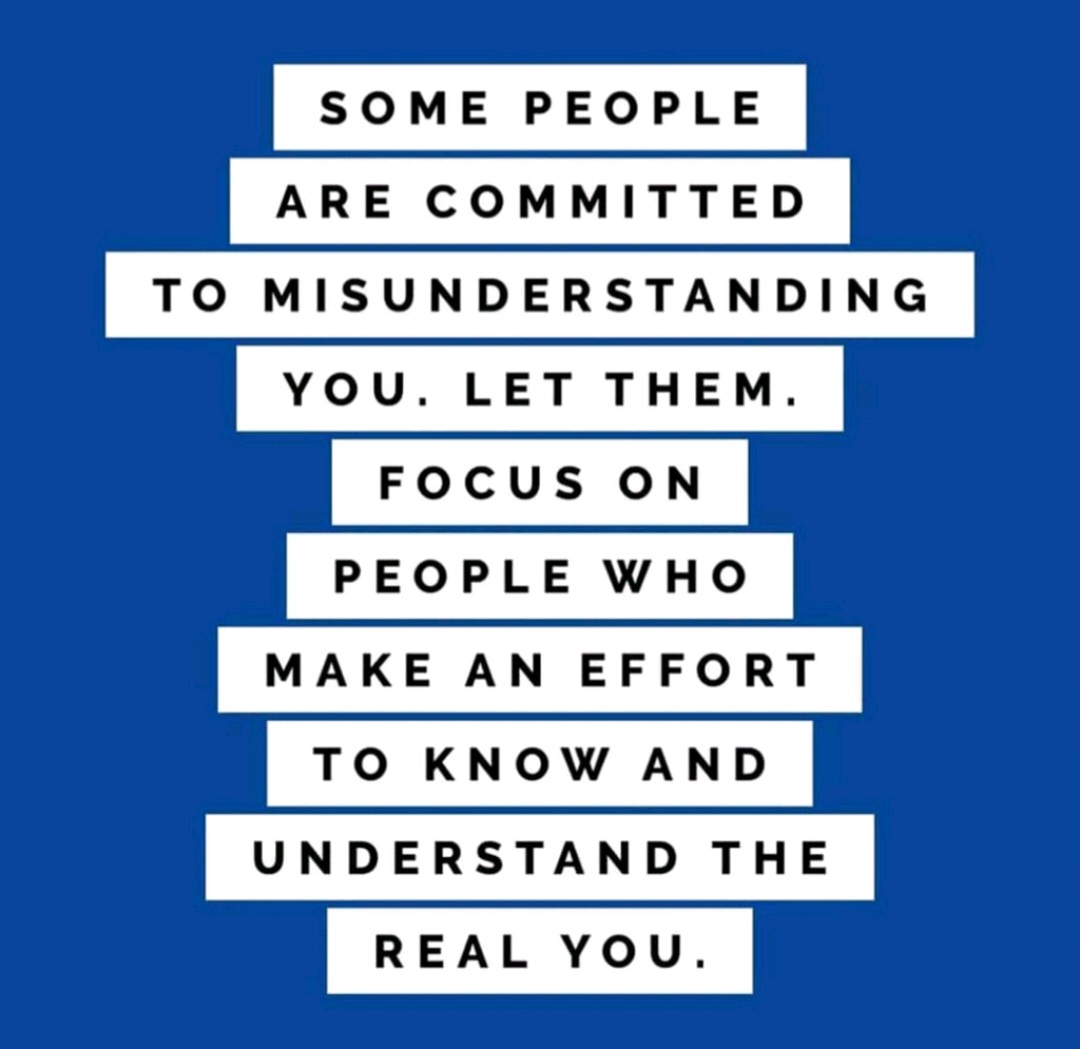 SOME PEOPLE
ARE COMMITTED
TO MISUNDERSTANDING
YOU. LET THEM.
FOCUS ON
PEOPLE WHO
MAKE AN EFFORT
TO KNOW AND
UNDERSTAND THE
REAL YOU.